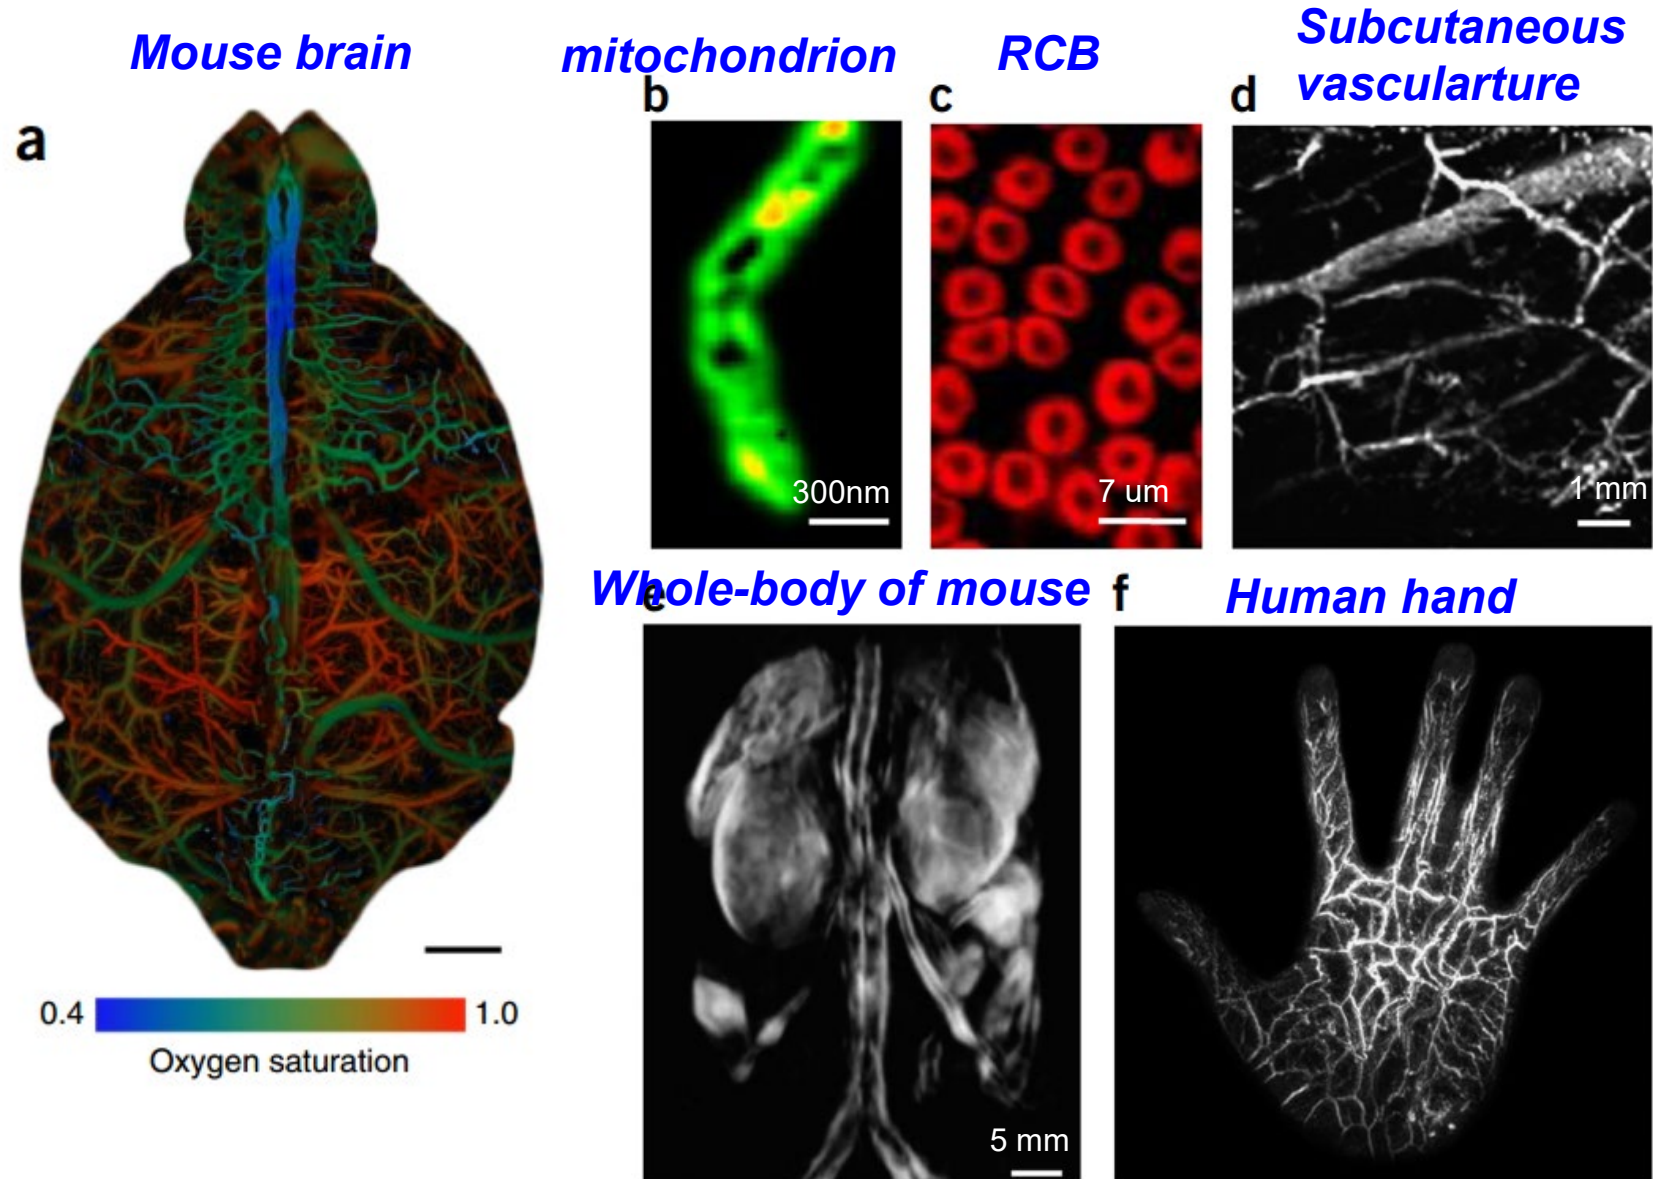 Mouse brain
a
0.4
1.0
Oxygen saturation
mitochondrion
b
300nm
RCB
c
7 um
Subcutaneous
vascularture
d
1 mm
Whole-body of mouse
e
5 mm
Human hand
f